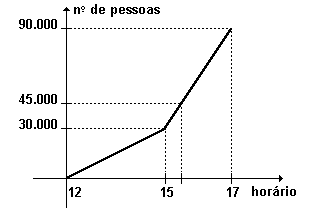 nº de pessoas
90.000
45.000
30.000
12 15 17 horário